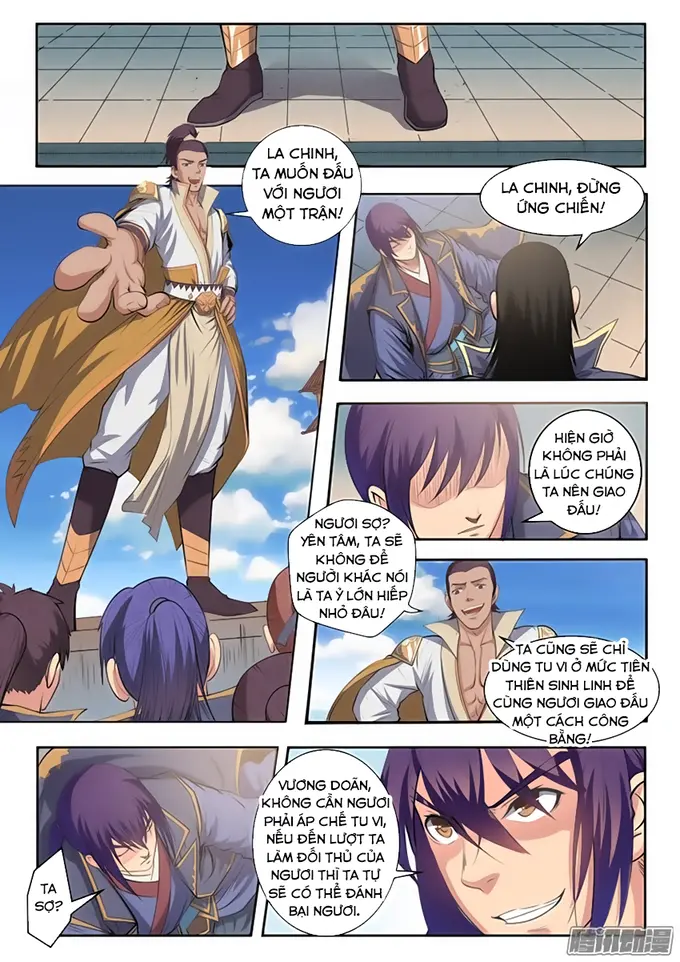 LA CHINH,
TA MUỐN ĐẤU
VỚI NGƯƠI
MỘT TRẬN!
LA CHINH, ĐỪNG
ỨNG CHIẾN!
HIỆN GIỜ
KHÔNG PHẢI
LÀ LÚC CHÚNG
TA NÊN GIAO
ĐẤU!
NGƯƠI SỢ?
YÊN TÂM, TA SẼ
KHÔNG ĐỂ
NGƯỜI KHÁC NÓI
LÀ TA Ỷ LỚN HIẾP
NHỎ ĐÂU!
TA CŨNG SẼ CHỈ
DÙNG TU VI Ở MỨC TIÊN
THIÊN SINH LINH ĐỂ
CÙNG NGƯƠI GIAO ĐẤU
MỘT CÁCH CÔNG
BẰNG!
TA
SỢ?
VƯƠNG DOÃN,
KHÔNG CẦN NGƯƠI
PHẢI ÁP CHẾ TU VI,
NẾU ĐẾN LƯỢT TA
LÀM ĐỐI THỦ CỦA
NGƯƠI THÌ TA TỰ
SẼ CÓ THỂ ĐÁNH
BẠI NGƯƠI.
腾讯动漫